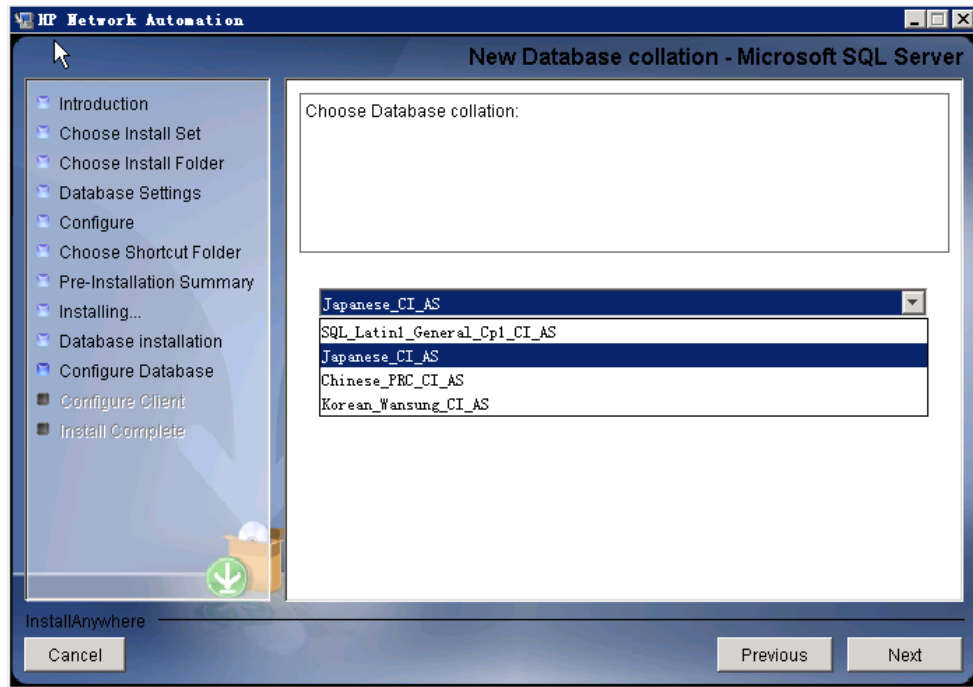 HP Network Automation
New Database collation - Microsoft SQL Server
Introduction
Choose Install Set
Choose Install Folder
Database Settings
Configure
Choose Shortcut Folder
Pre-Installation Summary
Installing...
Database installation
Configure Database
Configure Client
Install Complete
Choose Database collation:
Japanese_CI_AS
SQL_Latin1_General_Cp1_CI_AS
Japanese_CI_AS
Chinese_PRC_CI_AS
Korean_Wansung_CI_AS
InstallAnywhere
Cancel
Previous
Next